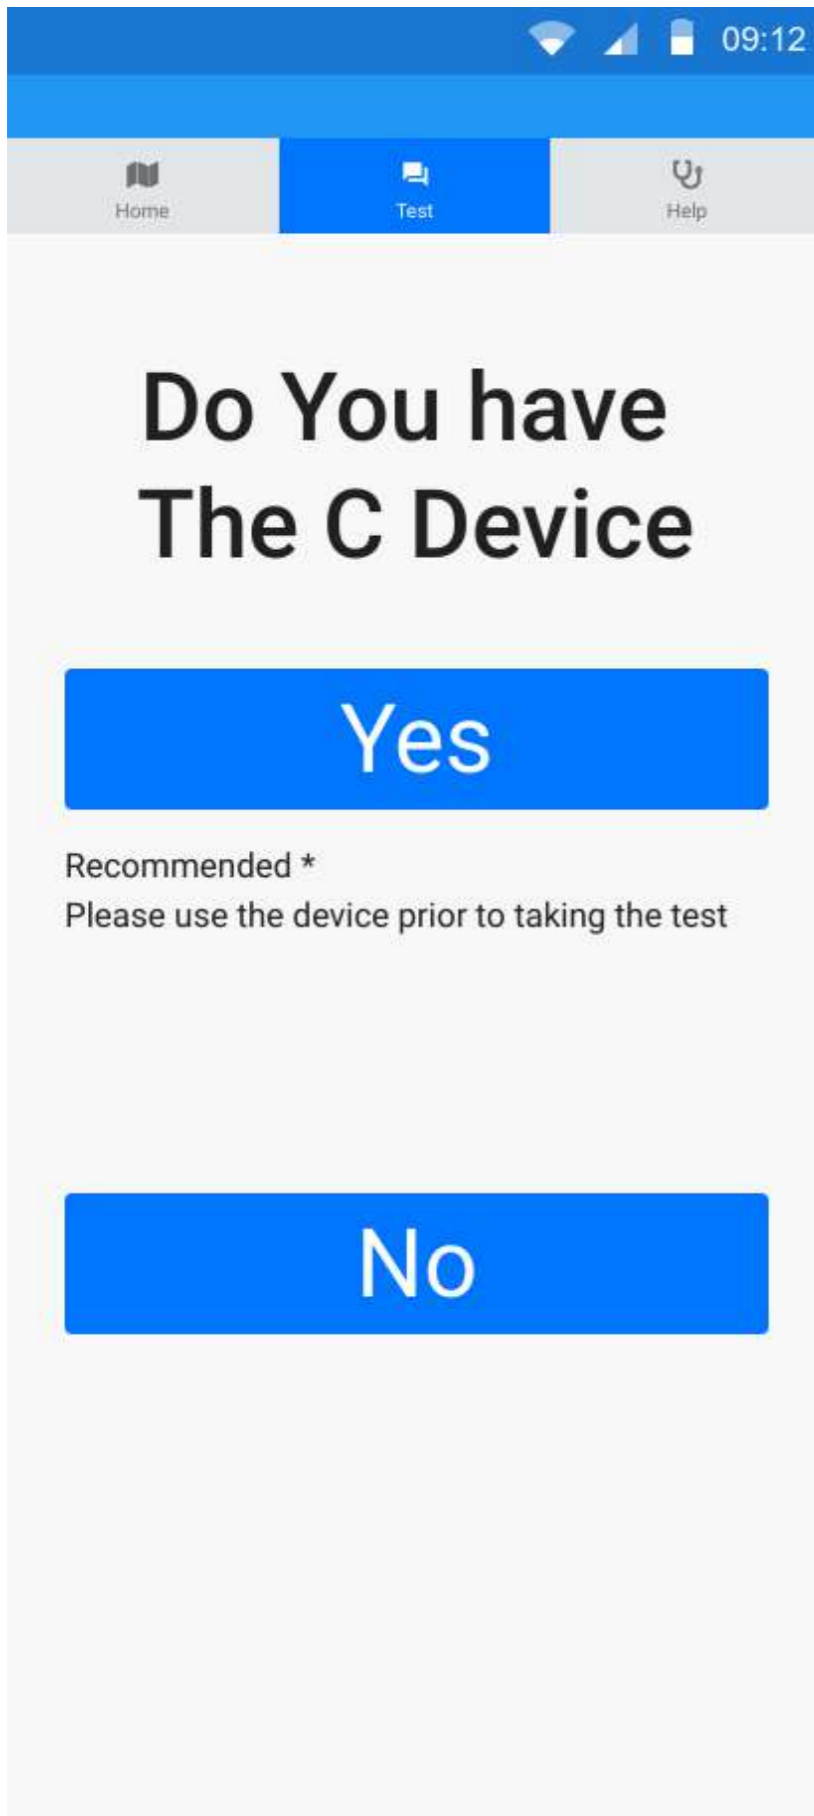 09:12
Home Test Help
Do You have
The C Device
Yes
Recommended *
Please use the device prior to taking the test
No